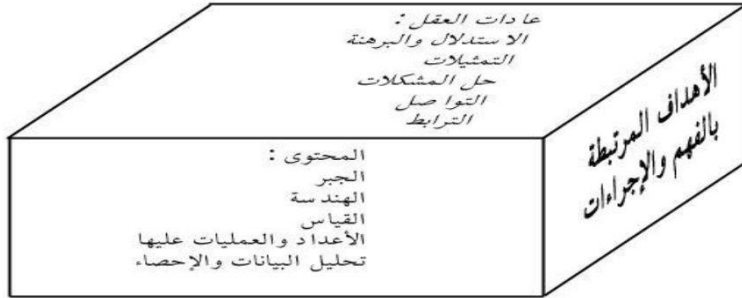 عادات العقل :
الاستدلال والبرهنة
التمثيلات
حل المشكلات
التواصل
الترابط
الأهداف المرتبطة
بالفهم والإجراءات
المحتوى :
الجبر
الهندسة
القياس
الأعداد والعمليات عليها
تحليل البيانات والإحصاء